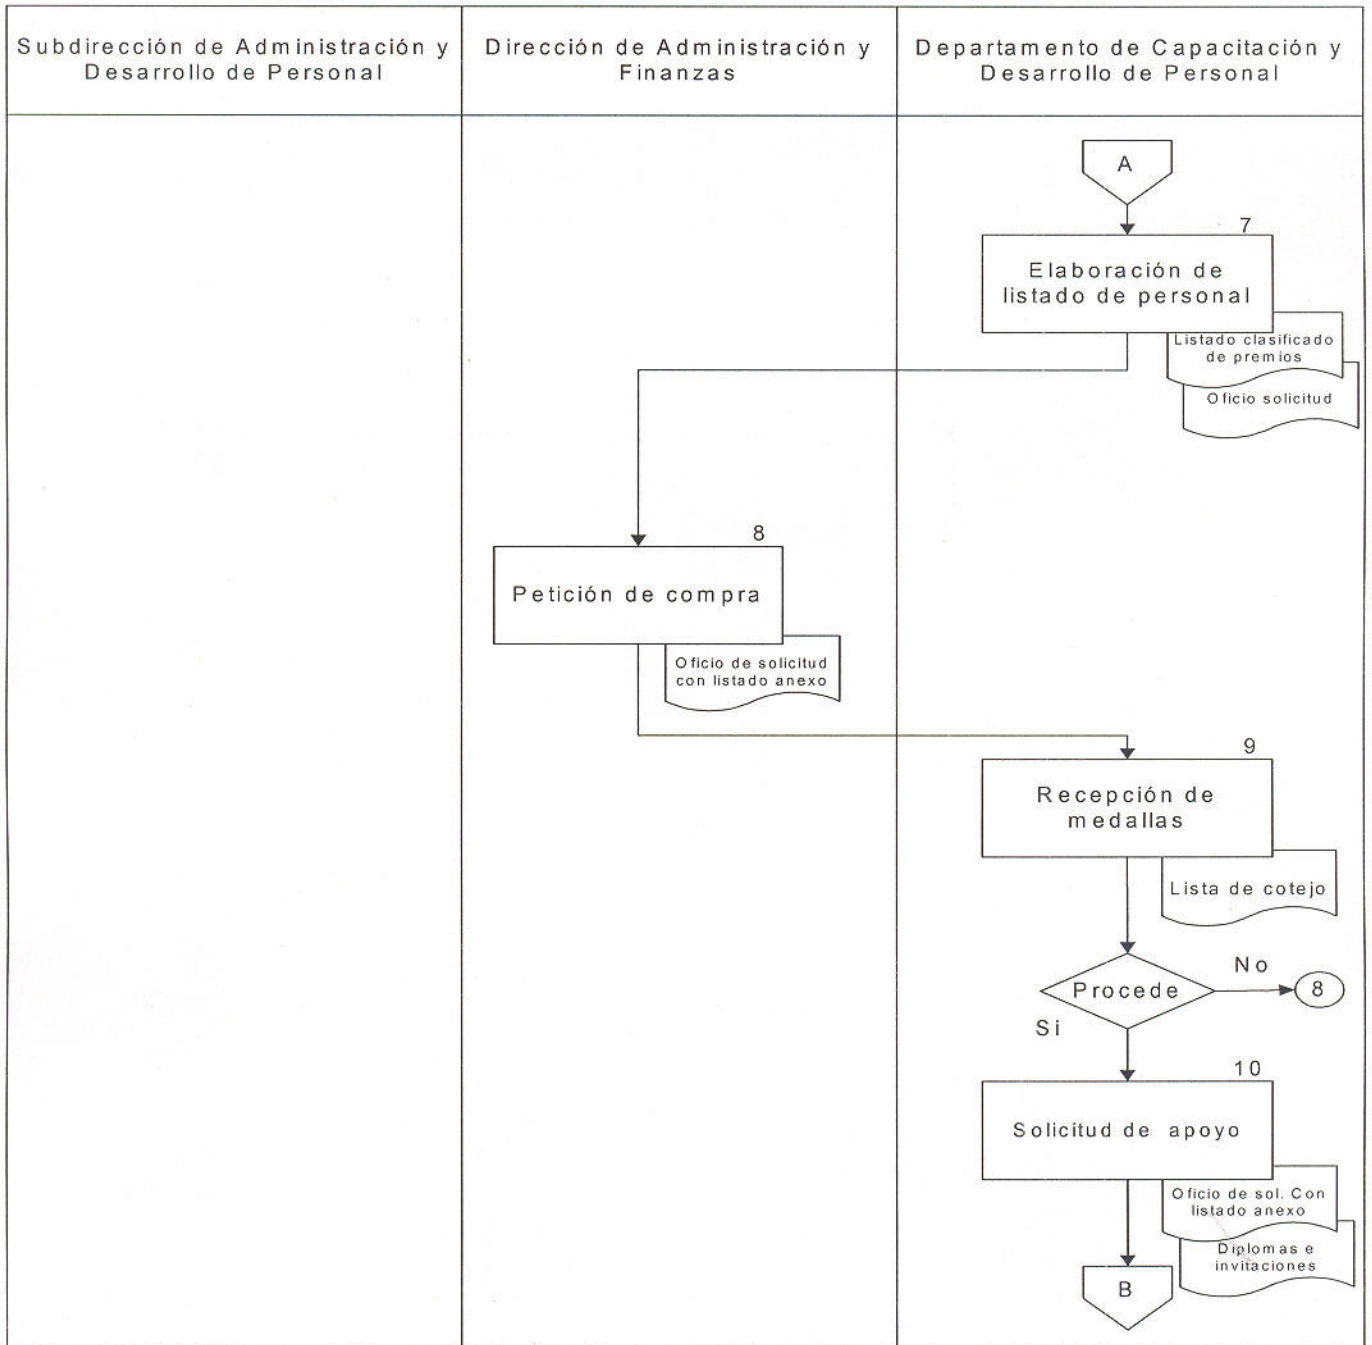 Subdirección de Administración y
Desarrollo de Personal
Dirección de Administración y
Finanzas
Departamento de Capacitación y
Desarrollo de Personal
A
7
Elaboración de
listado de personal
Listado clasificado
de premios
Oficio solicitud
8
Petición de compra
Oficio de solicitud
con listado anexo
9
Recepción de
medallas
Lista de cotejo
Procede
No
8
Si
10
Solicitud de apoyo
Oficio de sol. Con
listado anexo
Diplomas e
invitaciones
B